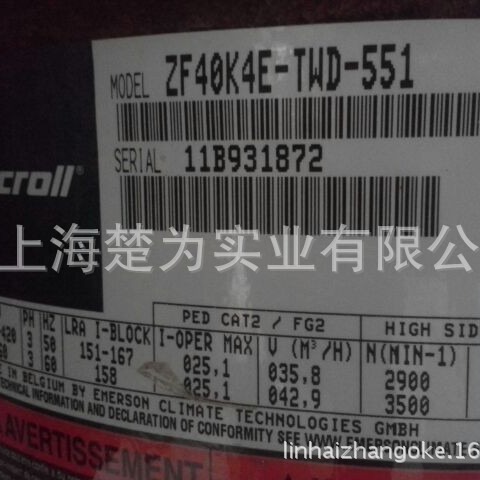 MODEL ZF40K4E-TWD-551
SERIAL 11B931872
croll®
上海楚为实业有限公
PED CAT2 / FG2
HIGH SID
PH HZ LRA I-BLOCK I-OPER MAX V (M³/H) N(MIN-1)
-420 3 50 151-167 025,1 035,8 2900
60 3 60 158 025,1 042,9 3500
E IN BELGIUM BY EMERSON CLIMATE TECHNOLOGIES GMBH
TECHNICAL INFORMATION AND DECLARATION OF CONFORMITY SEE WWW.EMERSONCLIMATE
AVERTISSEMENT
linhaizhangoke.16